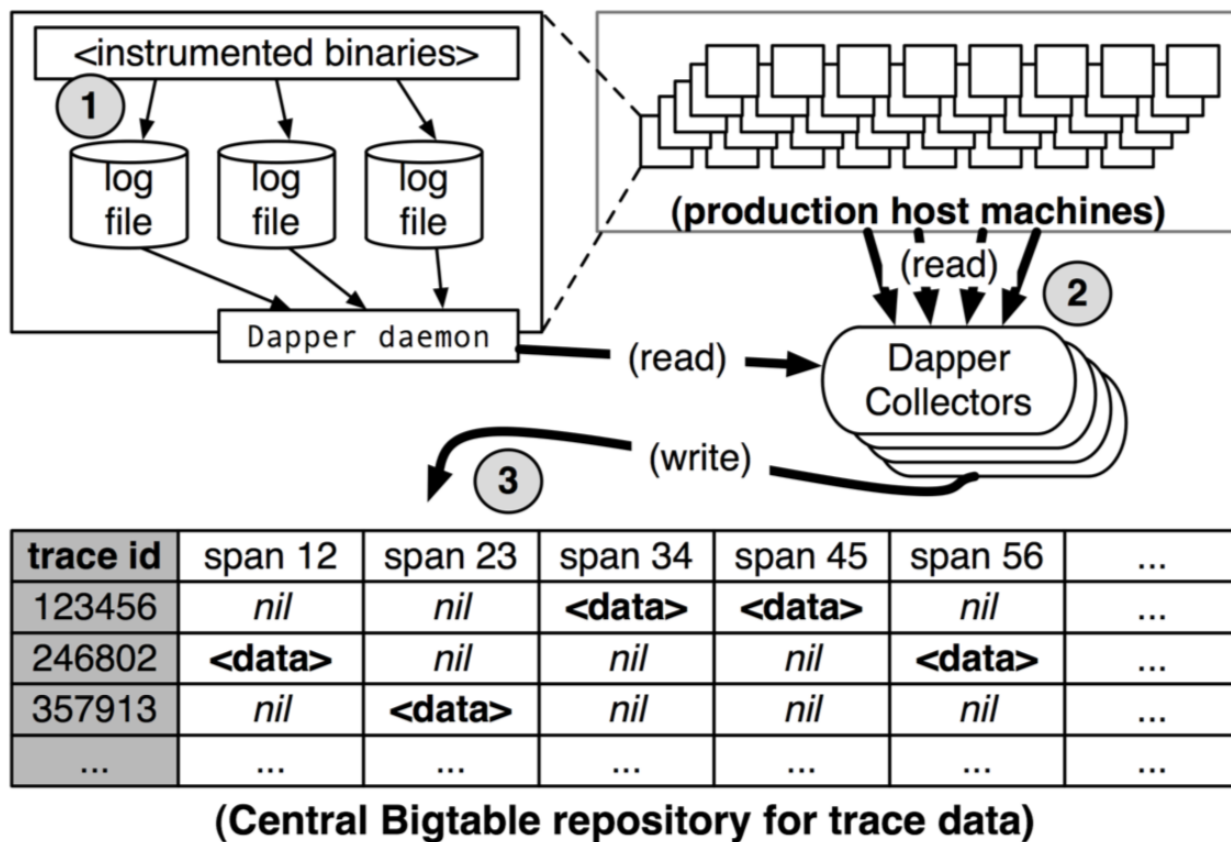 <instrumented binaries>
1
log file
log file
log file
Dapper daemon
(production host machines)
(read)
2
(read)
Dapper Collectors
(write)
3
trace id span 12 span 23 span 34 span 45 span 56 ...
123456 nil nil <data> <data> nil ...
246802 <data> nil nil nil <data> ...
357913 nil <data> nil nil nil ...
... ... ... ... ... ... ...
(Central Bigtable repository for trace data)